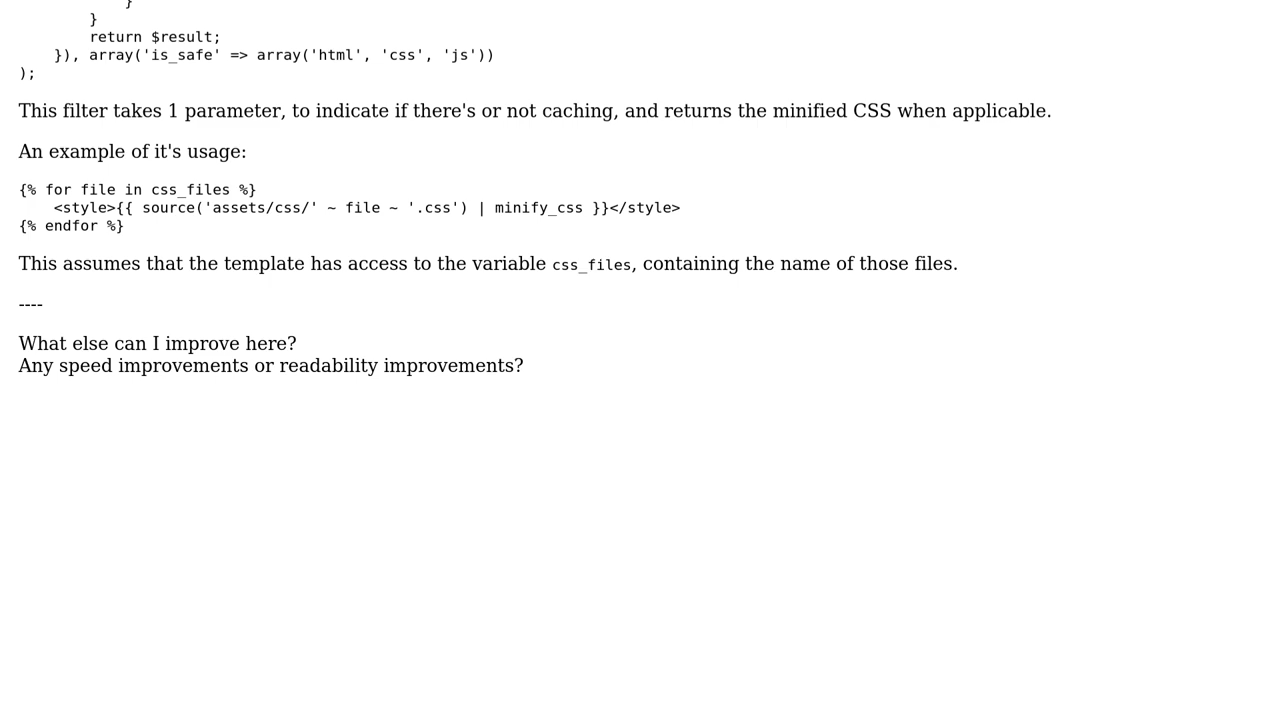 }
        }
        return $result;
    }), array('is_safe' => array('html', 'css', 'js'))
);
This filter takes 1 parameter, to indicate if there's or not caching, and returns the minified CSS when applicable.
An example of it's usage:
{% for file in css_files %}
    <style>{{ source('assets/css/' ~ file ~ '.css') | minify_css }}</style>
{% endfor %}
This assumes that the template has access to the variable css_files, containing the name of those files.
----
What else can I improve here?
Any speed improvements or readability improvements?